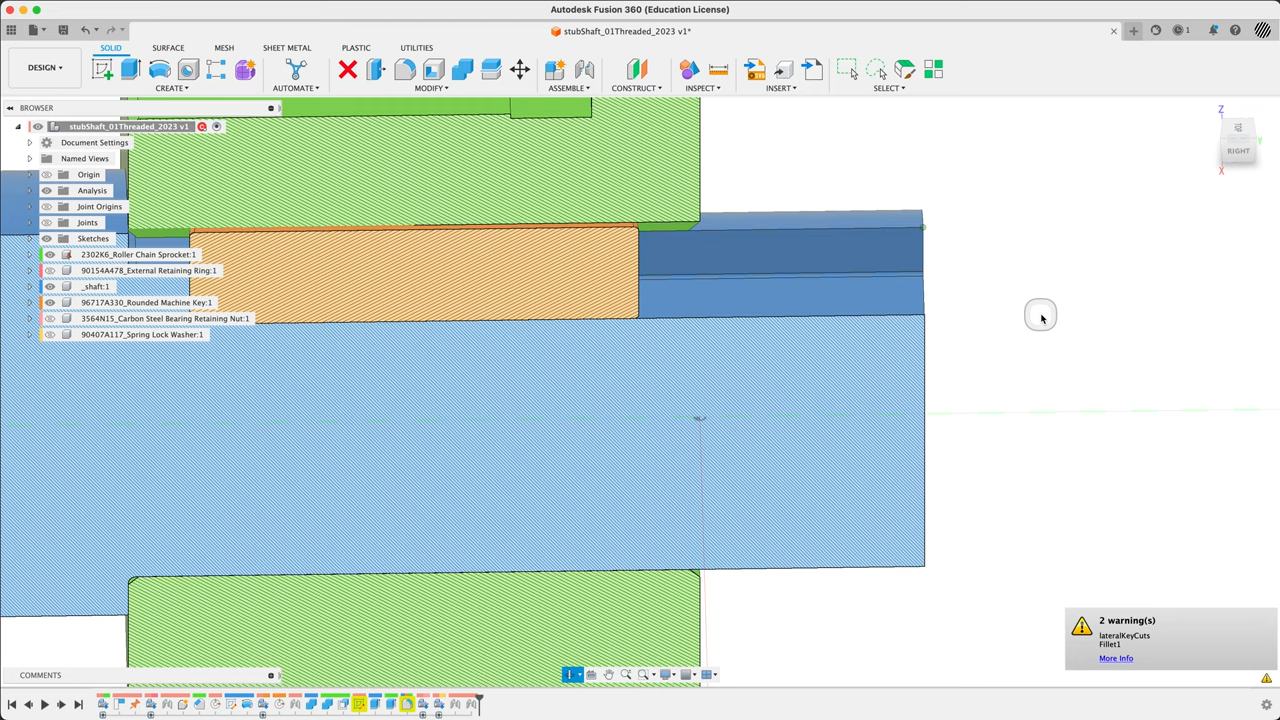 Autodesk Fusion 360 (Education License)
stubShaft_01Threaded_2023 v1*
1
DESIGN
SOLID
SURFACE
MESH
SHEET METAL
PLASTIC
UTILITIES
CREATE
AUTOMATE
MODIFY
ASSEMBLE
CONSTRUCT
INSPECT
INSERT
SELECT
BROWSER
stubShaft_01Threaded_2023 v1
Document Settings
Named Views
Origin
Analysis
Joint Origins
Joints
Sketches
2302K6_Roller Chain Sprocket:1
90154A478_External Retaining Ring:1
_shaft:1
96717A330_Rounded Machine Key:1
3564N15_Carbon Steel Bearing Retaining Nut:1
90407A117_Spring Lock Washer:1
Z
RIGHT
Y
X
2 warning(s)
lateralKeyCuts
Fillet1
More Info
COMMENTS